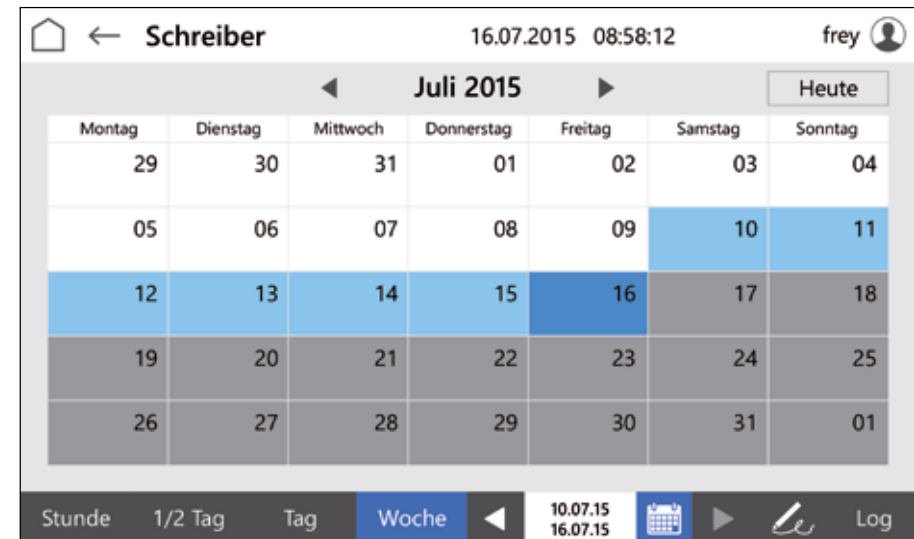 Schreiber 16.07.2015 08:58:12 frey
Juli 2015 Heute
Montag Dienstag Mittwoch Donnerstag Freitag Samstag Sonntag
29 30 31 01 02 03 04
05 06 07 08 09 10 11
12 13 14 15 16 17 18
19 20 21 22 23 24 25
26 27 28 29 30 31 01
Stunde 1/2 Tag Tag Woche 10.07.15 Log
16.07.15